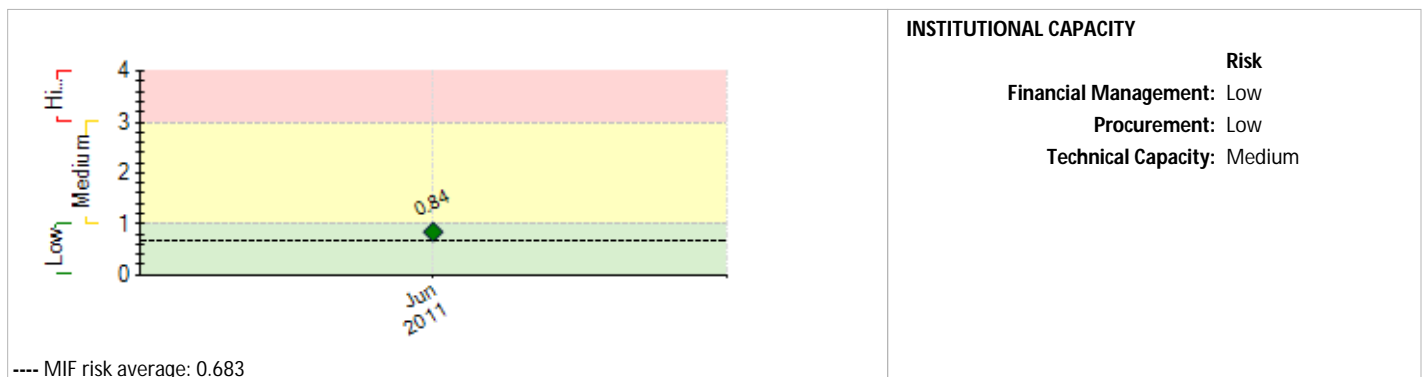 INSTITUTIONAL CAPACITY
Risk
Financial Management: Low
Procurement: Low
Technical Capacity: Medium
4
3
2
1
0
Hi...
Medium
Low
0.84
Jun
2011
---- MIF risk average: 0.683